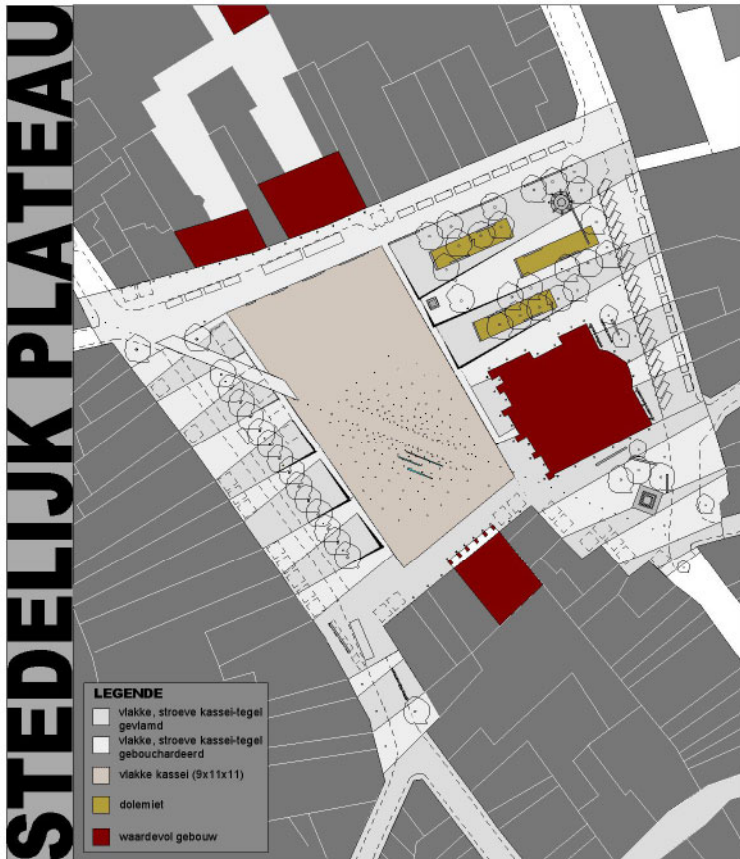 STEDELIJK PLATEAU
LEGENDE
vlakke, stroeve kassei-tegel
gevlamd
vlakke, stroeve kassei-tegel
gebouchardeerd
vlakke kassei (9x11x11)
dolemiet
waardevol gebouw